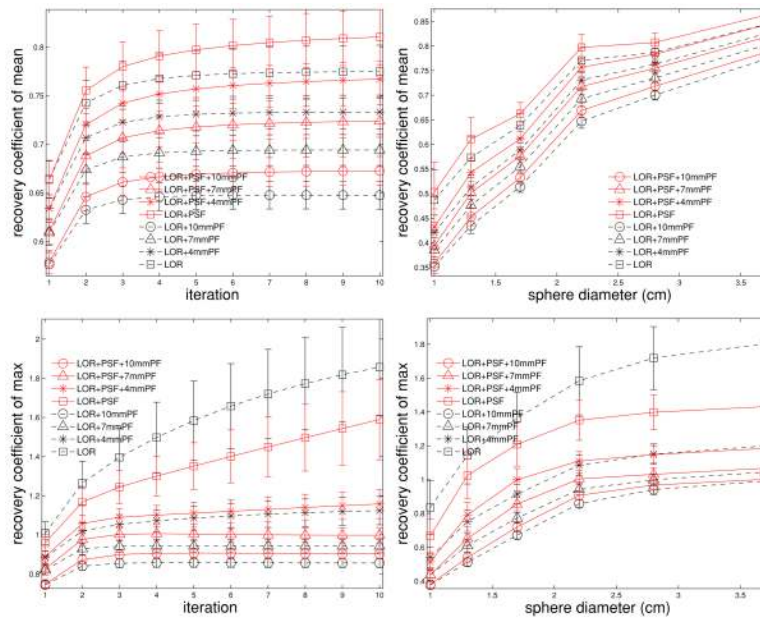 recovery coefficient of mean
0.8
0.75
0.7
0.65
0.6
LOR+PSF+10mmPF
LOR+PSF+7mmPF
LOR+PSF+4mmPF
LOR+PSF
LOR+10mmPF
LOR+7mmPF
LOR+4mmPF
LOR
1 2 3 4 5 6 7 8 9 10
iteration
recovery coefficient of mean
0.85
0.8
0.75
0.7
0.65
0.6
0.55
0.5
0.45
0.4
0.35
LOR+PSF+10mmPF
LOR+PSF+7mmPF
LOR+PSF+4mmPF
LOR+PSF
LOR+10mmPF
LOR+7mmPF
LOR+4mmPF
LOR
1 1.5 2 2.5 3 3.5
sphere diameter (cm)
recovery coefficient of max
2
1.8
1.6
1.4
1.2
1
0.8
LOR+PSF+10mmPF
LOR+PSF+7mmPF
LOR+PSF+4mmPF
LOR+PSF
LOR+10mmPF
LOR+7mmPF
LOR+4mmPF
LOR
1 2 3 4 5 6 7 8 9 10
iteration
recovery coefficient of max
1.8
1.6
1.4
1.2
1
0.8
0.6
0.4
LOR+PSF+10mmPF
LOR+PSF+7mmPF
LOR+PSF+4mmPF
LOR+PSF
LOR+10mmPF
LOR+7mmPF
LOR+4mmPF
LOR
1 1.5 2 2.5 3 3.5
sphere diameter (cm)